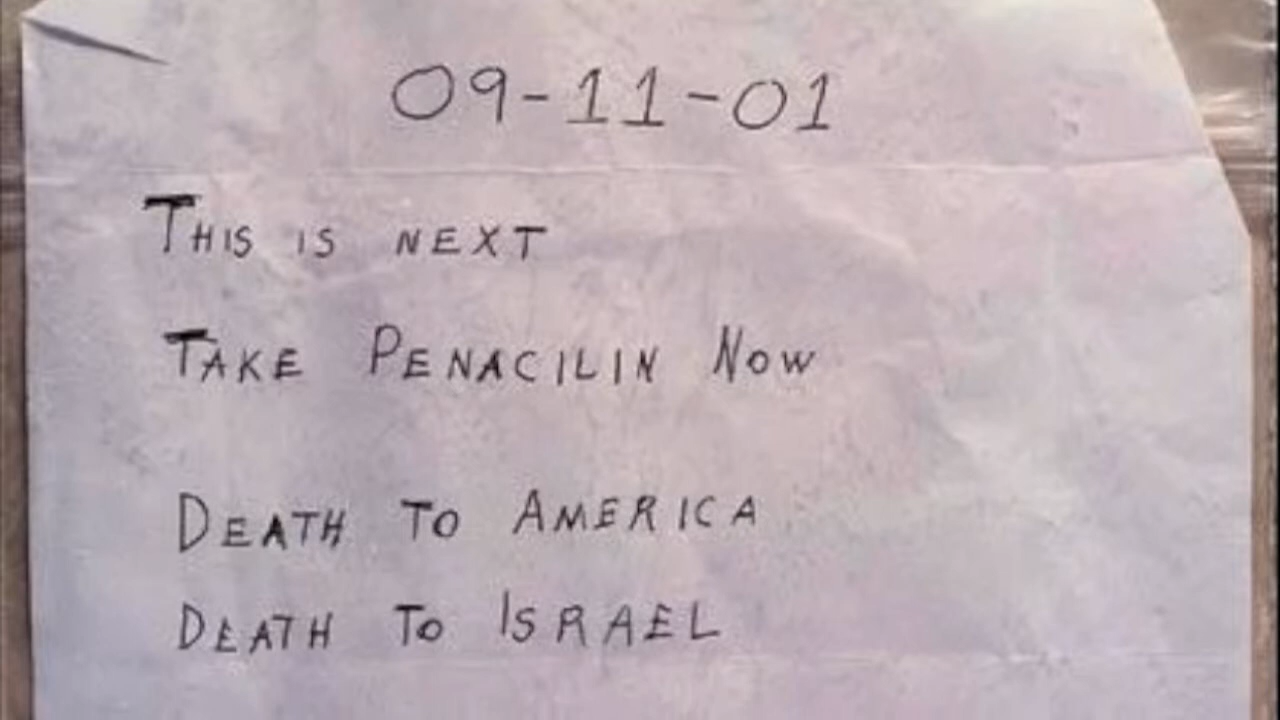 09-11-01
THIS IS NEXT
TAKE PENACILIN NOW
DEATH TO AMERICA
DEATH TO ISRAEL